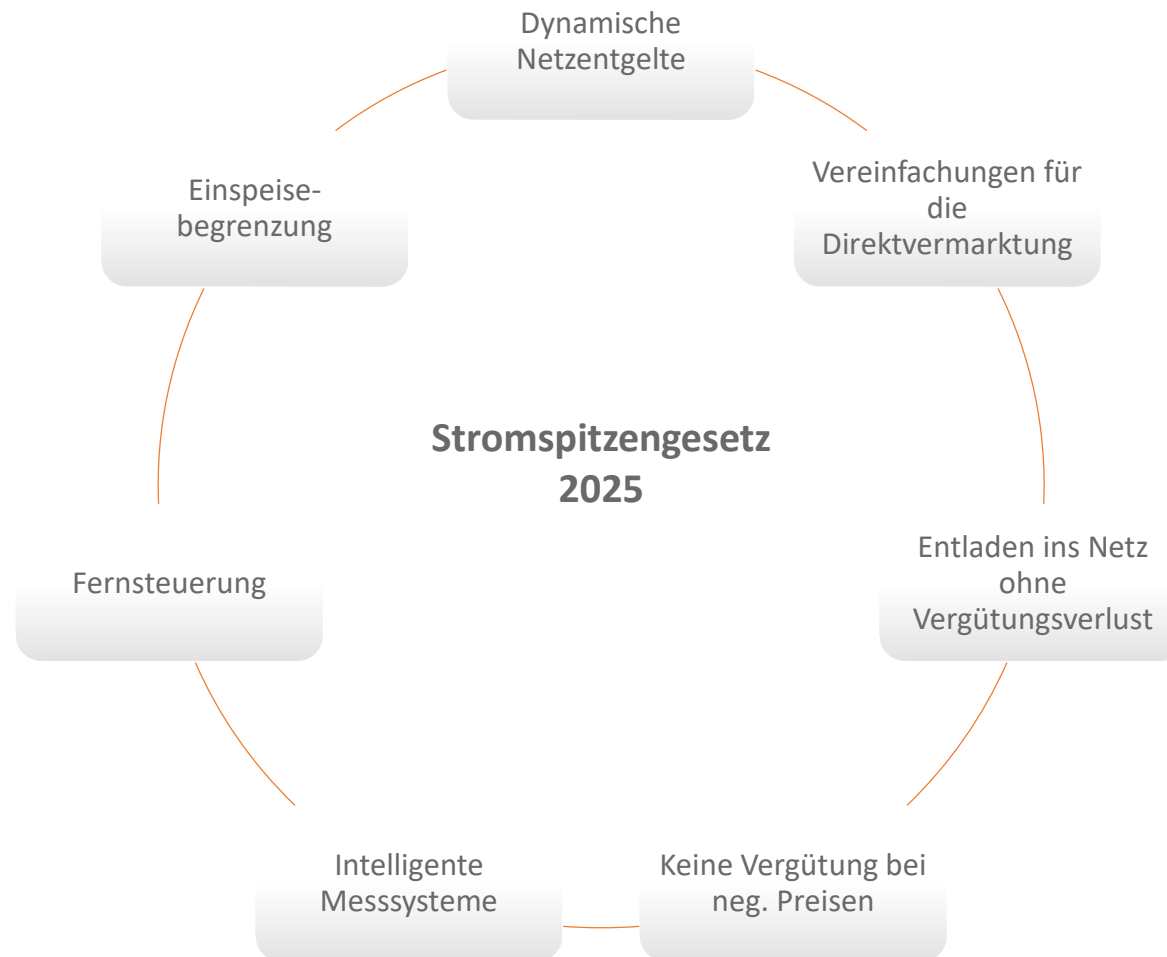 Dynamische
Netzentgelte
Vereinfachungen für
die
Direktvermarktung
Entladen ins Netz
ohne
Vergütungsverlust
Keine Vergütung bei
neg. Preisen
Intelligente
Messsysteme
Fernsteuerung
Einspeise-
begrenzung
Stromspitzengesetz
2025